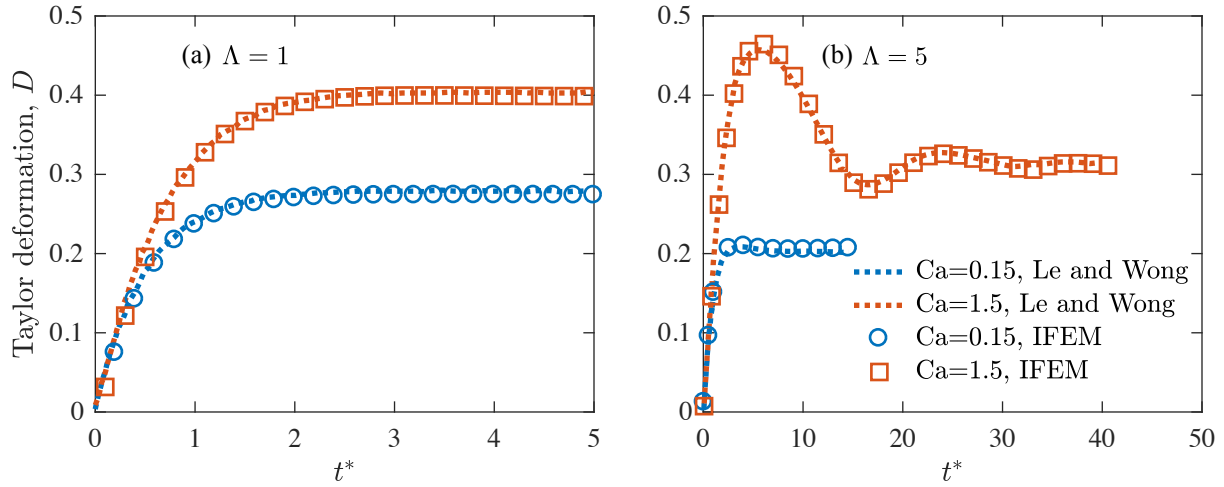 0.5
0.4
0.3
0.2
0.1
0
Taylor deformation, D
(a) Λ = 1
0 1 2 3 4 5
t*
0.5
0.4
0.3
0.2
0.1
0
(b) Λ = 5
Ca=0.15, Le and Wong
Ca=1.5, Le and Wong
Ca=0.15, IFEM
Ca=1.5, IFEM
0 10 20 30 40 50
t*